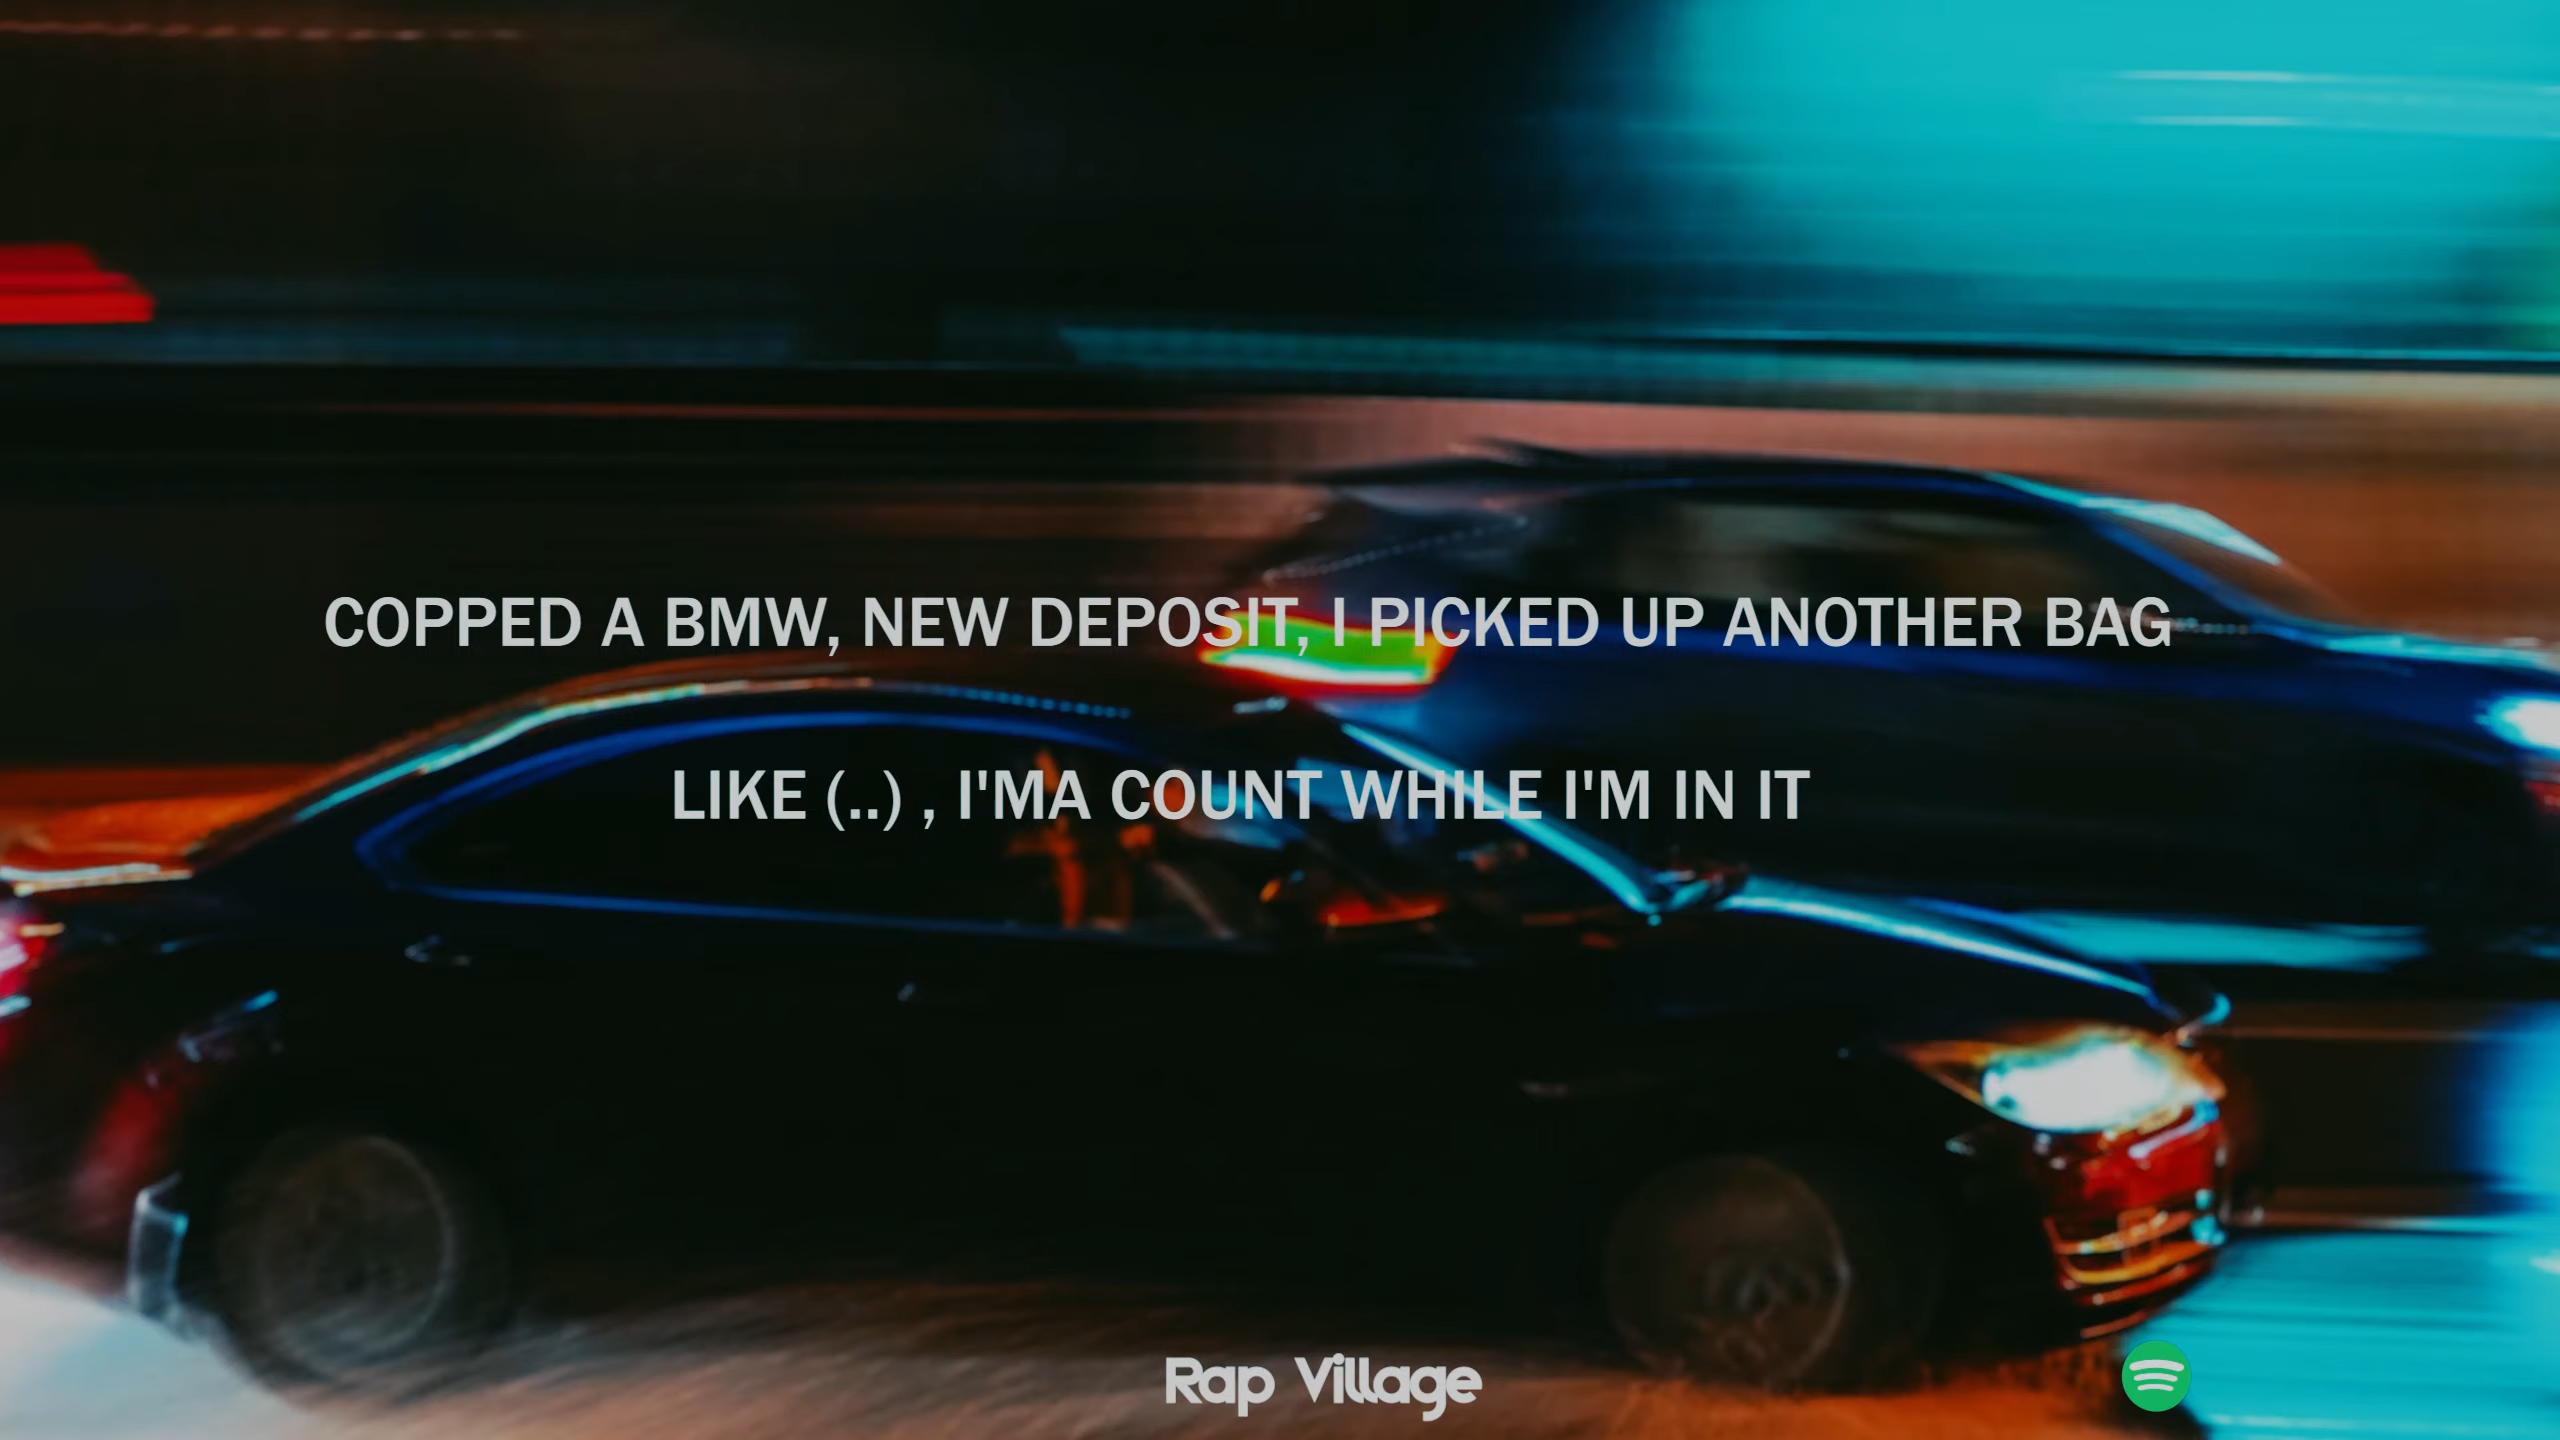 COPPED A BMW, NEW DEPOSIT, I PICKED UP ANOTHER BAG
LIKE (..) , I'MA COUNT WHILE I'M IN IT
Rap Village